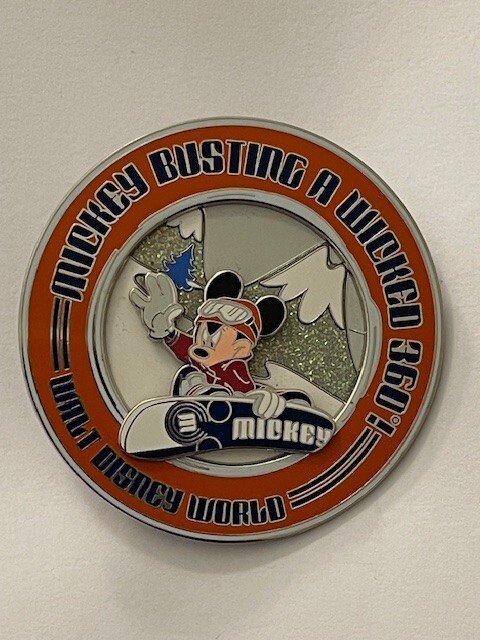 MICKEY BUSTING A WICKED 360°!
MICKEY
WALT DISNEY WORLD